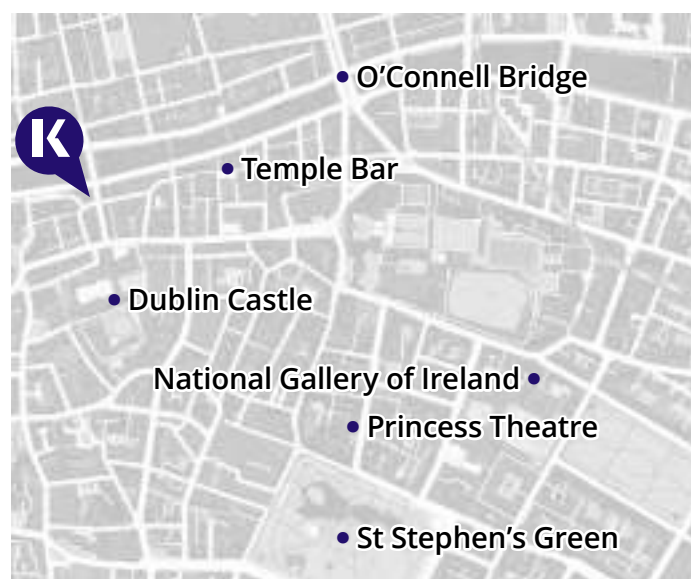 O'Connell Bridge
K
Temple Bar
Dublin Castle
National Gallery of Ireland
Princess Theatre
St Stephen's Green